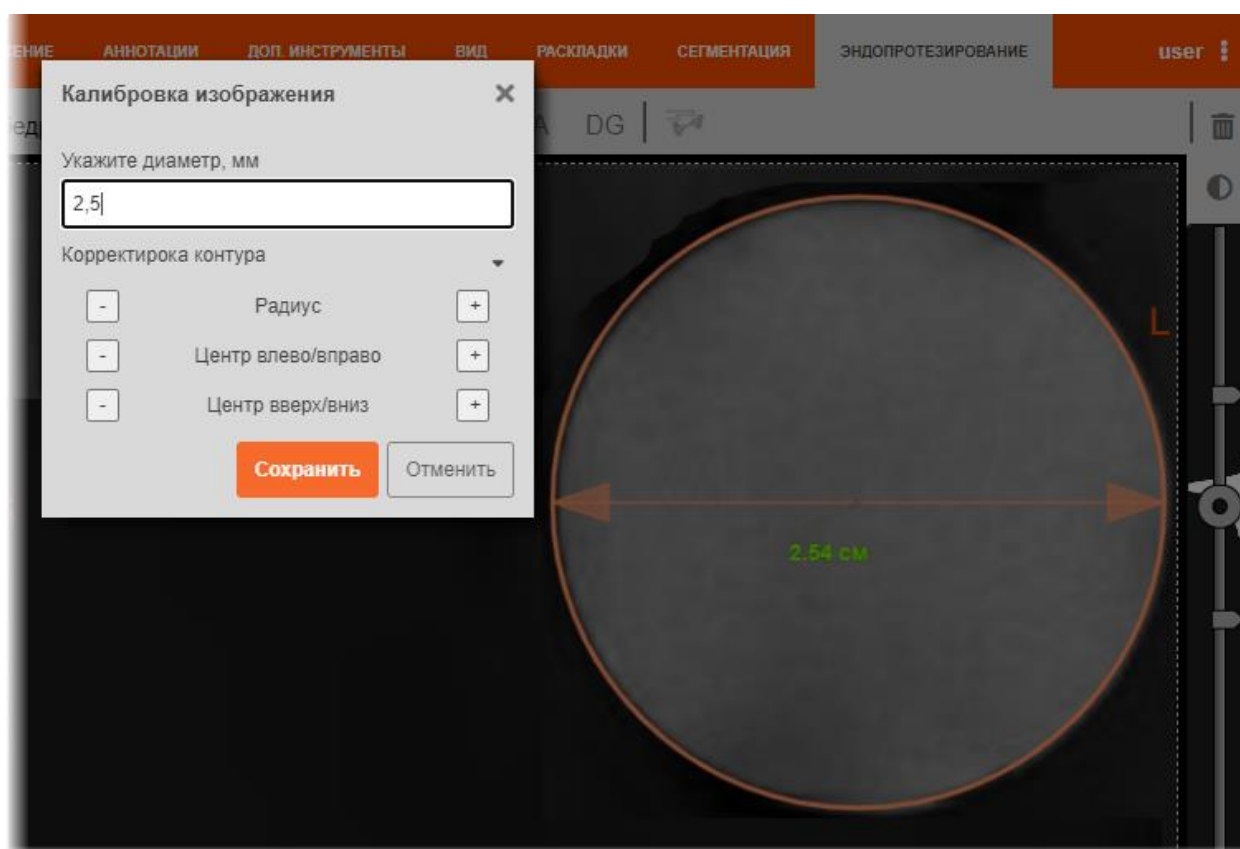 АННОТАЦИИ ДОП. ИНСТРУМЕНТЫ ВИД РАСКЛАДКИ СЕГМЕНТАЦИЯ ЭНДОПРОТЕЗИРОВАНИЕ user
Калибровка изображения
DG
Укажите диаметр, мм
2,5
Корректирока контура
- Радиус +
- Центр влево/вправо +
- Центр вверх/вниз +
Сохранить Отменить
L
2.54 см